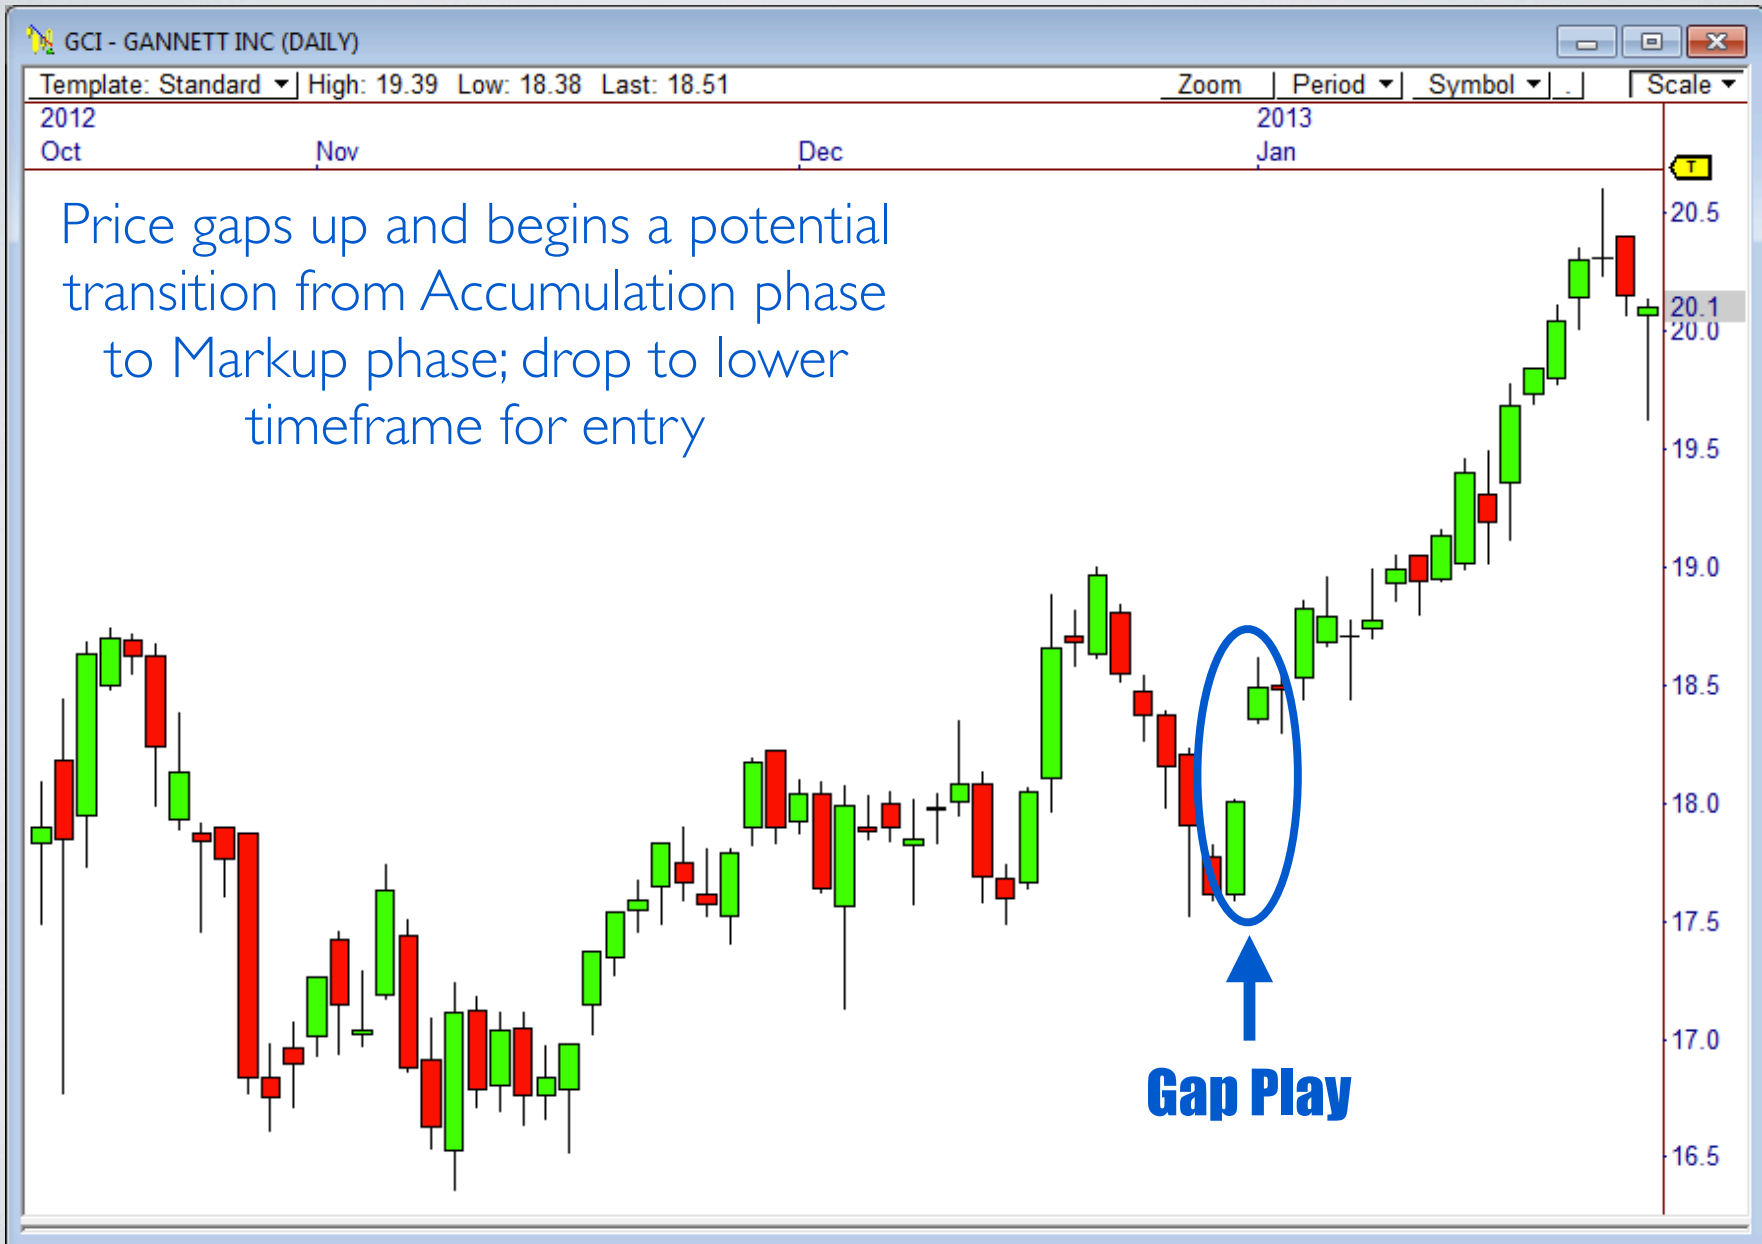 GCI - GANNETT INC (DAILY)
Template: Standard High: 19.39 Low: 18.38 Last: 18.51 Zoom Period Symbol . Scale
2012 2013
Oct Nov Dec Jan
T
Price gaps up and begins a potential
transition from Accumulation phase
to Markup phase; drop to lower
timeframe for entry
20.5
20.1
20.0
19.5
19.0
18.5
18.0
17.5
17.0
Gap Play
16.5